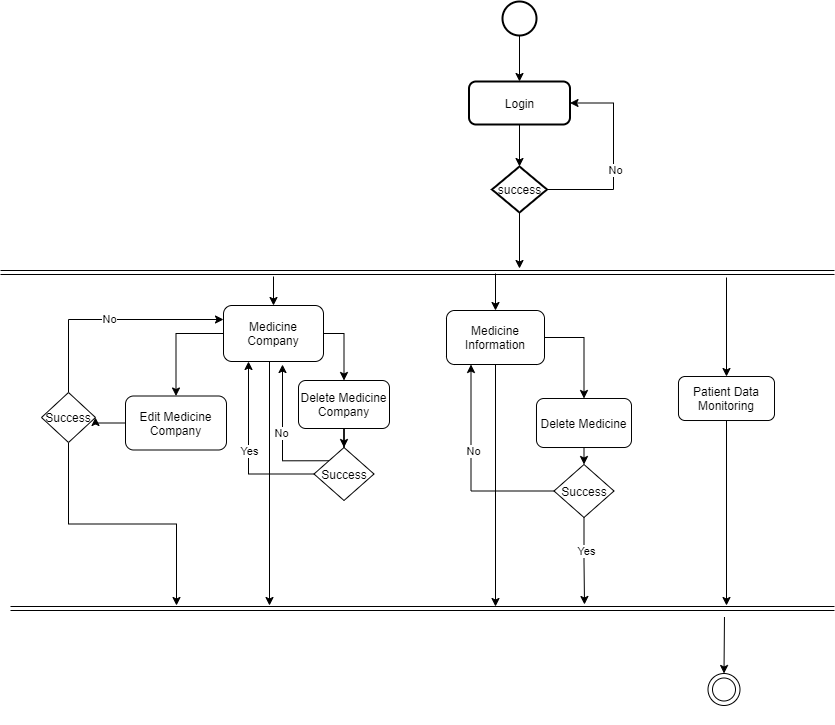 Login
No
success
No
Medicine
Company
Medicine
Information
Delete Medicine
Company
Patient Data
Monitoring
Edit Medicine
Company
Success
Delete Medicine
No
Yes
No
Success
Success
Yes